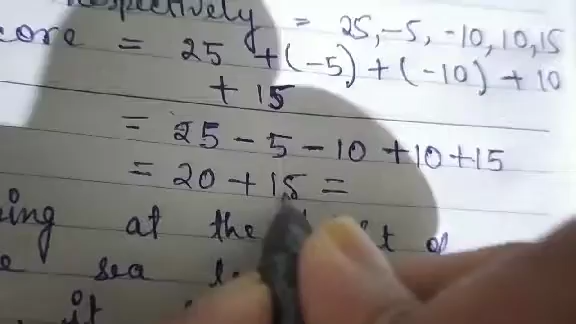 respectively = 25, -5, -10, 10, 15
core = 25 + (-5) + (-10) + 10
+ 15
= 25 - 5 - 10 + 10 + 15
= 20 + 15 =
ing at the
e sea
it